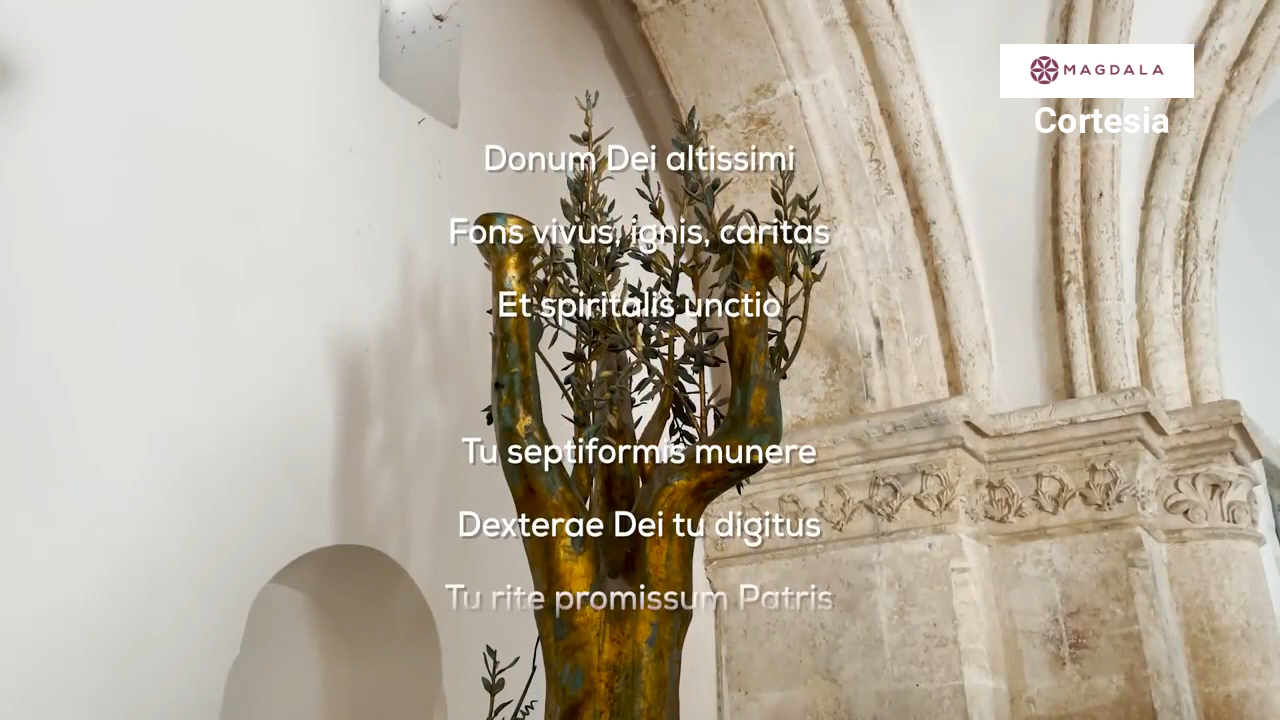 MAGDALA
Cortesia
Donum Dei altissimi
Fons vivus, ignis, caritas
Et spiritalis unctio
Tu septiformis munere
Dexterae Dei tu digitus
Tu rite promissum Patris